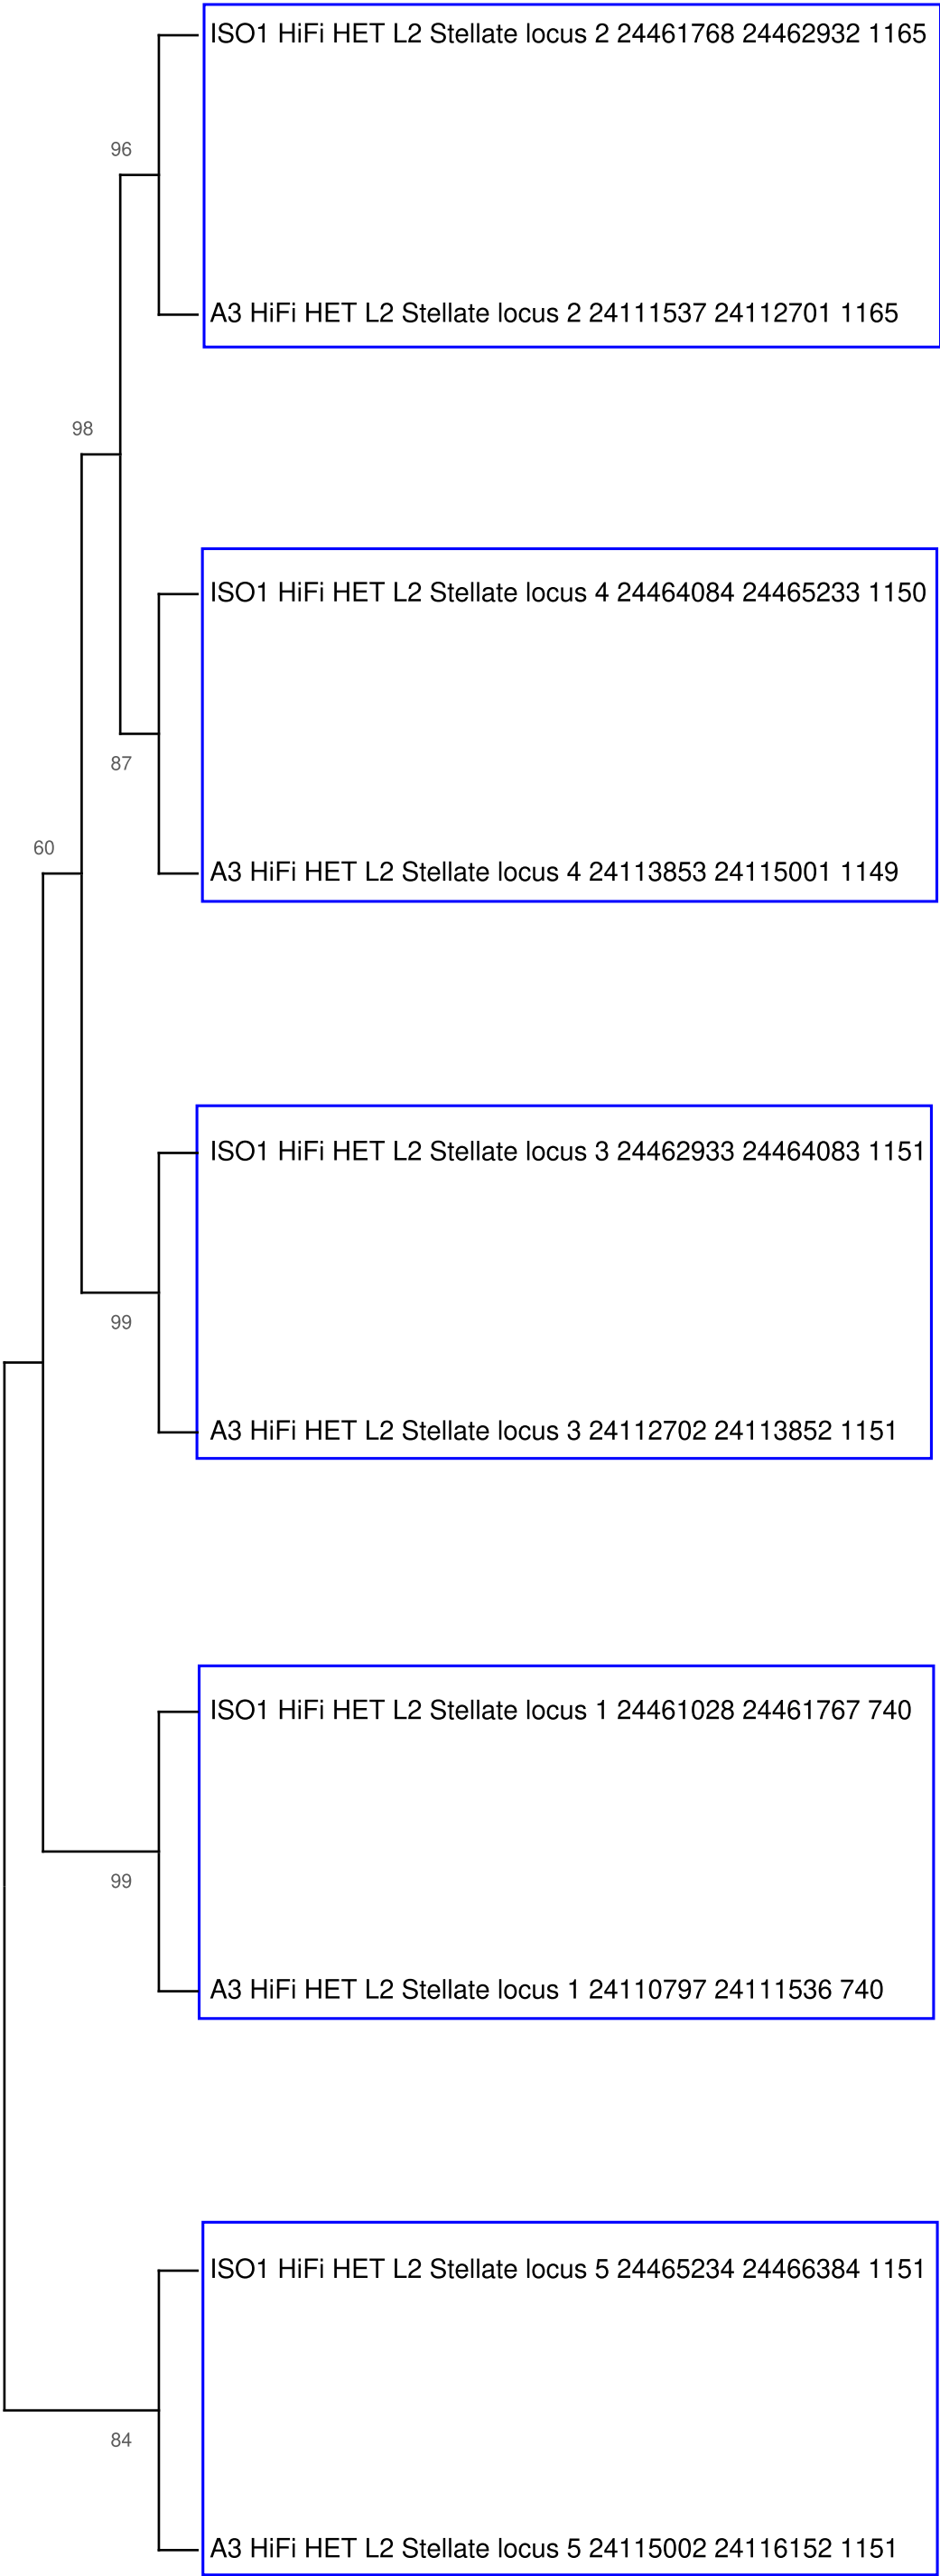 ISO1 HiFi HET L2 Stellate locus 2 24461768 24462932 1165
96
A3 HiFi HET L2 Stellate locus 2 24111537 24112701 1165
98
ISO1 HiFi HET L2 Stellate locus 4 24464084 24465233 1150
87
60
A3 HiFi HET L2 Stellate locus 4 24113853 24115001 1149
ISO1 HiFi HET L2 Stellate locus 3 24462933 24464083 1151
99
A3 HiFi HET L2 Stellate locus 3 24112702 24113852 1151
ISO1 HiFi HET L2 Stellate locus 1 24461028 24461767 740
99
A3 HiFi HET L2 Stellate locus 1 24110797 24111536 740
ISO1 HiFi HET L2 Stellate locus 5 24465234 24466384 1151
84
A3 HiFi HET L2 Stellate locus 5 24115002 24116152 1151